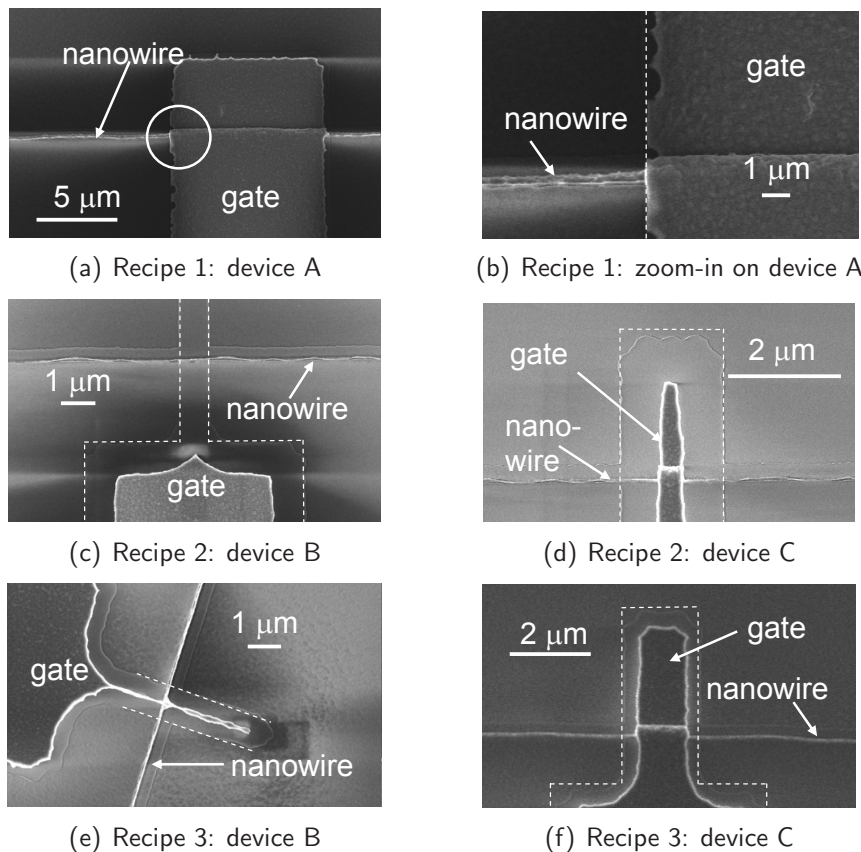 nanowire
gate
5 μm
(a) Recipe 1: device A
gate
nanowire
1 μm
(b) Recipe 1: zoom-in on device A
1 μm
nanowire
gate
(c) Recipe 2: device B
gate
2 μm
nano-
wire
(d) Recipe 2: device C
1 μm
gate
nanowire
(e) Recipe 3: device B
2 μm
gate
nanowire
(f) Recipe 3: device C